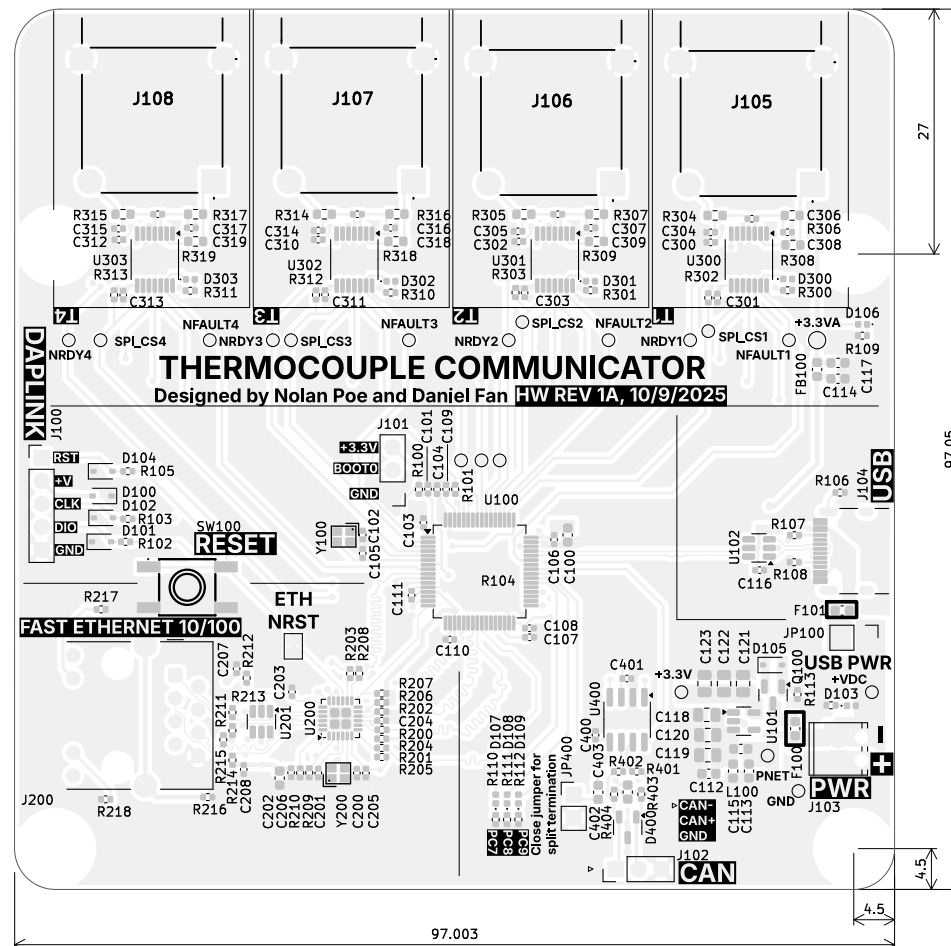 J108 J107 J106 J105
27
R315 R317 R314 R316 R305 R307 R304 C306
C315 C317 C314 C316 C305 C307 C304 R306
C312 C319 C310 C318 C302 C309 C300 C308
R319 R318 R309 R308
U303 U302 U301 U300
R313 R312 R303 R302
D303 D302 D301 D300
R311 R310 R301 R300
C313 C311 C303 C301
T4 T3 T2 T1
NFAULT4 NFAULT3 SPI_CS2 NFAULT2 +3.3VA D106
NRDY4 SPI_CS4 NRDY3 SPI_CS3 NRDY2 NRDY1 SPI_CS1 NFAULT1 R109
THERMOCOUPLE COMMUNICATOR
Designed by Nolan Poe and Daniel Fan HW REV 1A, 10/9/2025
FB100 C114 C117
97.05
DAPLINK
J100
RST
+V
CLK
DIO
GND
D104
R105
D100
D102
R103
D101
R102
J101
+3.3V
BOOT0
GND
R100
C101
C104
C109
R101
U100
C103
Y100
C102
C105
R104
C106
C100
C111
C110
C108
C107
USB
J104
R106
R107
U102
R108
C116
SW100
RESET
R217
FAST ETHERNET 10/100
ETH
NRST
F101
JP100
USB PWR
+VDC
C207
R212
R213
C203
R203
R208
R211
U201
U200
R207
R206
R202
C204
R200
R204
R201
R205
R215
R214
C208
J200
R218
R216
C202
C206
R210
R209
C201
Y200
C200
C205
C401
+3.3V
C123
C122
C121
D105
Q100
R113
D103
C118
C120
C119
C112
U101
F100
PNET
GND
L100
C115
C113
J103
PWR
-
+
U400
C400
C403
R402
R401
R403
JP400
C402
R404
D400
CAN-
CAN+
GND
J102
CAN
R110 D107
R111 D108
R112 D109
PC7
PC8
PC9
Close jumper for
split termination
4.5
4.5
97.003